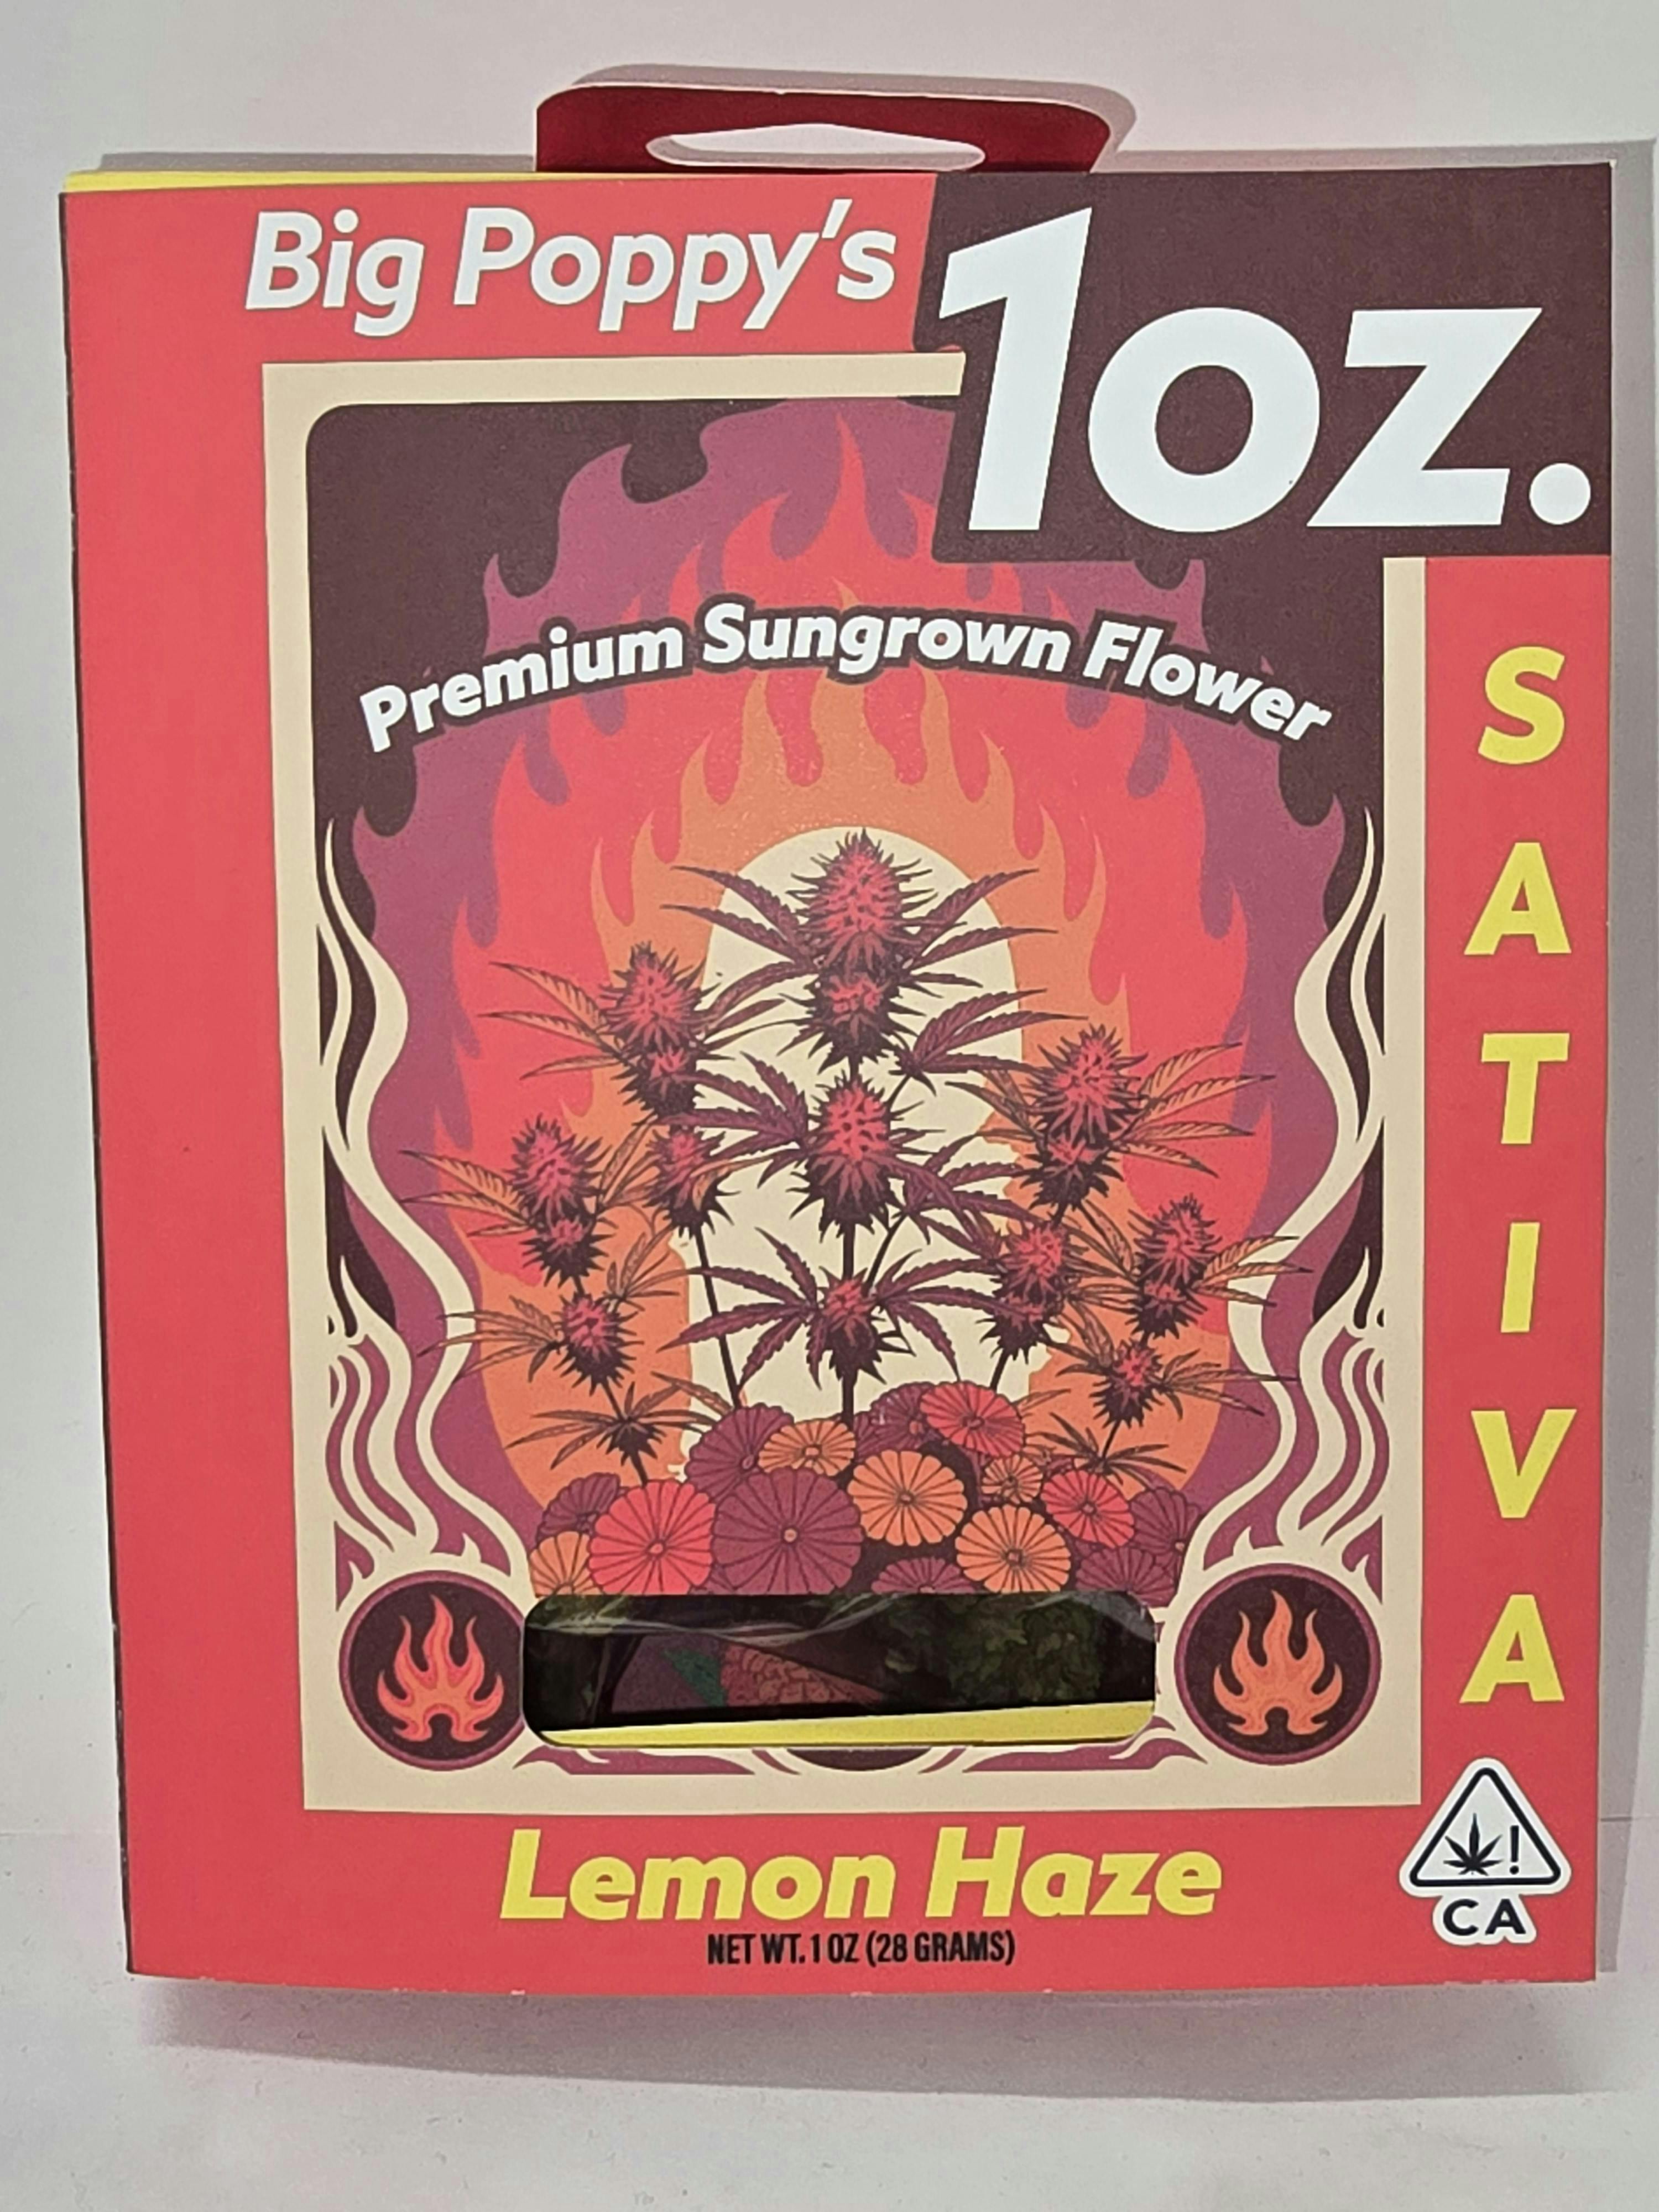 Big Poppy's
1oz.
Premium Sungrown Flower
SATIVA
Lemon Haze
NET WT. 1 OZ (28 GRAMS)
!
CA